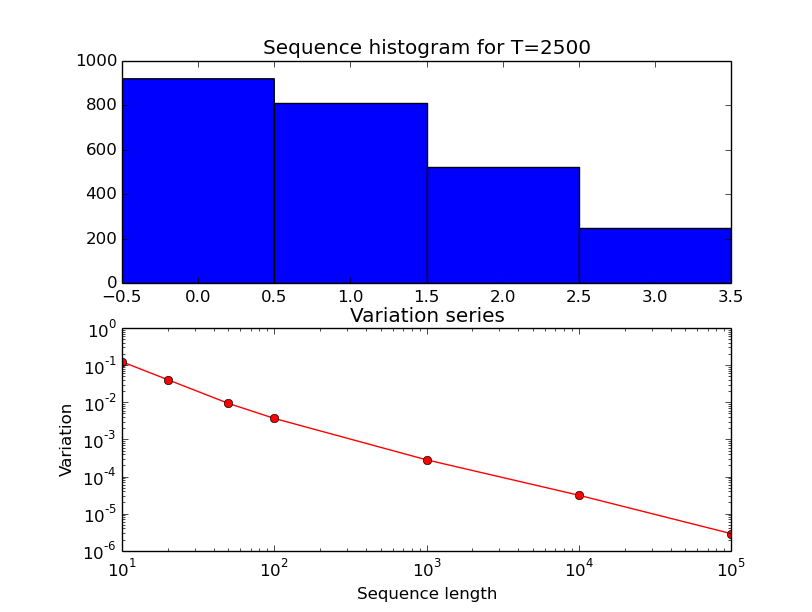 Sequence histogram for T=2500
1000
800
600
400
200
0
−0.5 0.0 0.5 1.0 1.5 2.0 2.5 3.0 3.5
Variation series
10^0
10^-1
10^-2
10^-3
10^-4
10^-5
10^-6
Variation
10^1 10^2 10^3 10^4 10^5
Sequence length